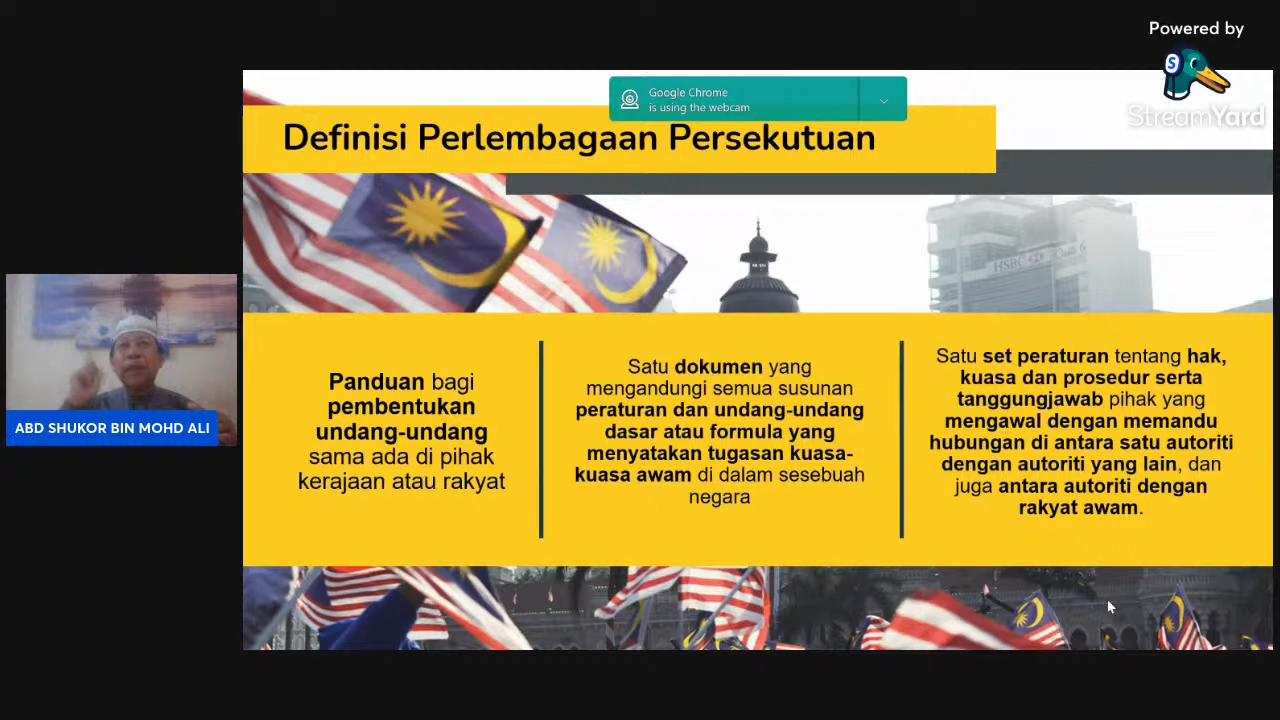 Powered by
StreamYard
Google Chrome
is using the webcam
Definisi Perlembagaan Persekutuan
HSBC
ABD SHUKOR BIN MOHD ALI
Panduan bagi
pembentukan
undang-undang
sama ada di pihak
kerajaan atau rakyat
Satu dokumen yang
mengandungi semua susunan
peraturan dan undang-undang
dasar atau formula yang
menyatakan tugasan kuasa-
kuasa awam di dalam sesebuah
negara
Satu set peraturan tentang hak,
kuasa dan prosedur serta
tanggungjawab pihak yang
mengawal dengan memandu
hubungan di antara satu autoriti
dengan autoriti yang lain, dan
juga antara autoriti dengan
rakyat awam.